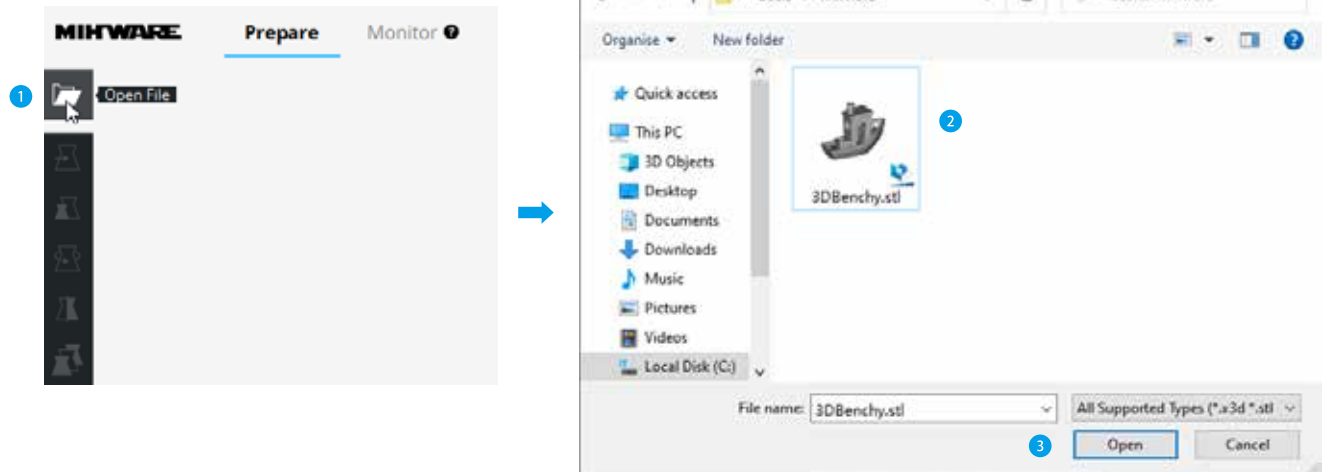 MIHWARE
Prepare
Monitor ?
1
Open File
Organise
New folder
?
Quick access
This PC
3D Objects
Desktop
Documents
Downloads
Music
Pictures
Videos
Local Disk (C:)
2
3DBenchy.stl
File name:
3DBenchy.stl
All Supported Types (*.x3d *.stl
3
Open
Cancel